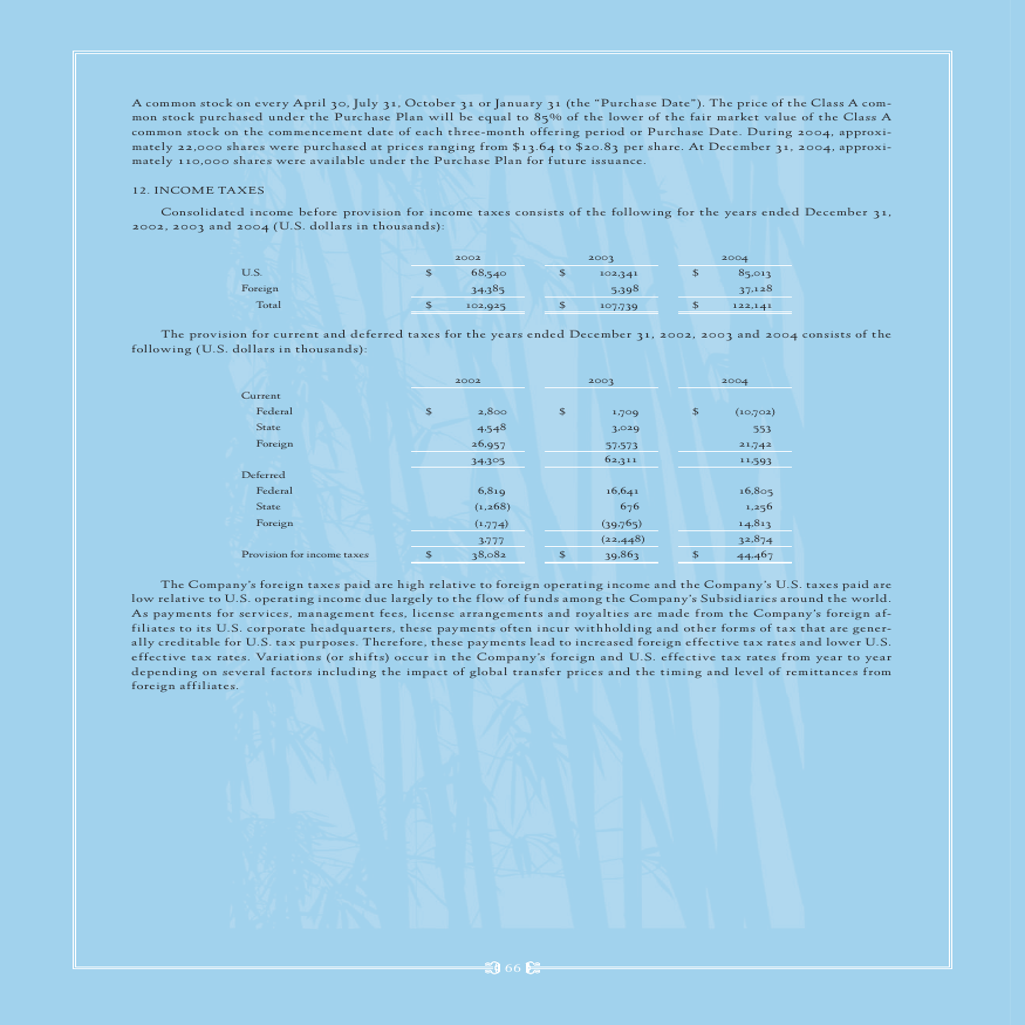 A common stock on every April 30, July 31, October 31 or January 31 (the “Purchase Date”). The price of the Class A com-
mon stock purchased under the Purchase Plan will be equal to 85% of the lower of the fair market value of the Class A
common stock on the commencement date of each three-month offering period or Purchase Date. During 2004, approxi-
mately 22,000 shares were purchased at prices ranging from $13.64 to $20.83 per share. At December 31, 2004, approxi-
mately 110,000 shares were available under the Purchase Plan for future issuance.
12. INCOME TAXES
Consolidated income before provision for income taxes consists of the following for the years ended December 31,
2002, 2003 and 2004 (U.S. dollars in thousands):
2002 2003 2004
U.S. $ 68,540 $ 102,341 $ 85,013
Foreign 34,385 5,398 37,128
Total $ 102,925 $ 107,739 $ 122,141
The provision for current and deferred taxes for the years ended December 31, 2002, 2003 and 2004 consists of the
following (U.S. dollars in thousands):
2002 2003 2004
Current
Federal $ 2,800 $ 1,709 $ (10,702)
State 4,548 3,029 553
Foreign 26,957 57,573 21,742
34,305 62,311 11,593
Deferred
Federal 6,819 16,641 16,805
State (1,268) 676 1,256
Foreign (1,774) (39,765) 14,813
3,777 (22,448) 32,874
Provision for income taxes $ 38,082 $ 39,863 $ 44,467
The Company’s foreign taxes paid are high relative to foreign operating income and the Company’s U.S. taxes paid are
low relative to U.S. operating income due largely to the flow of funds among the Company’s Subsidiaries around the world.
As payments for services, management fees, license arrangements and royalties are made from the Company’s foreign af-
filiates to its U.S. corporate headquarters, these payments often incur withholding and other forms of tax that are gener-
ally creditable for U.S. tax purposes. Therefore, these payments lead to increased foreign effective tax rates and lower U.S.
effective tax rates. Variations (or shifts) occur in the Company’s foreign and U.S. effective tax rates from year to year
depending on several factors including the impact of global transfer prices and the timing and level of remittances from
foreign affiliates.
66